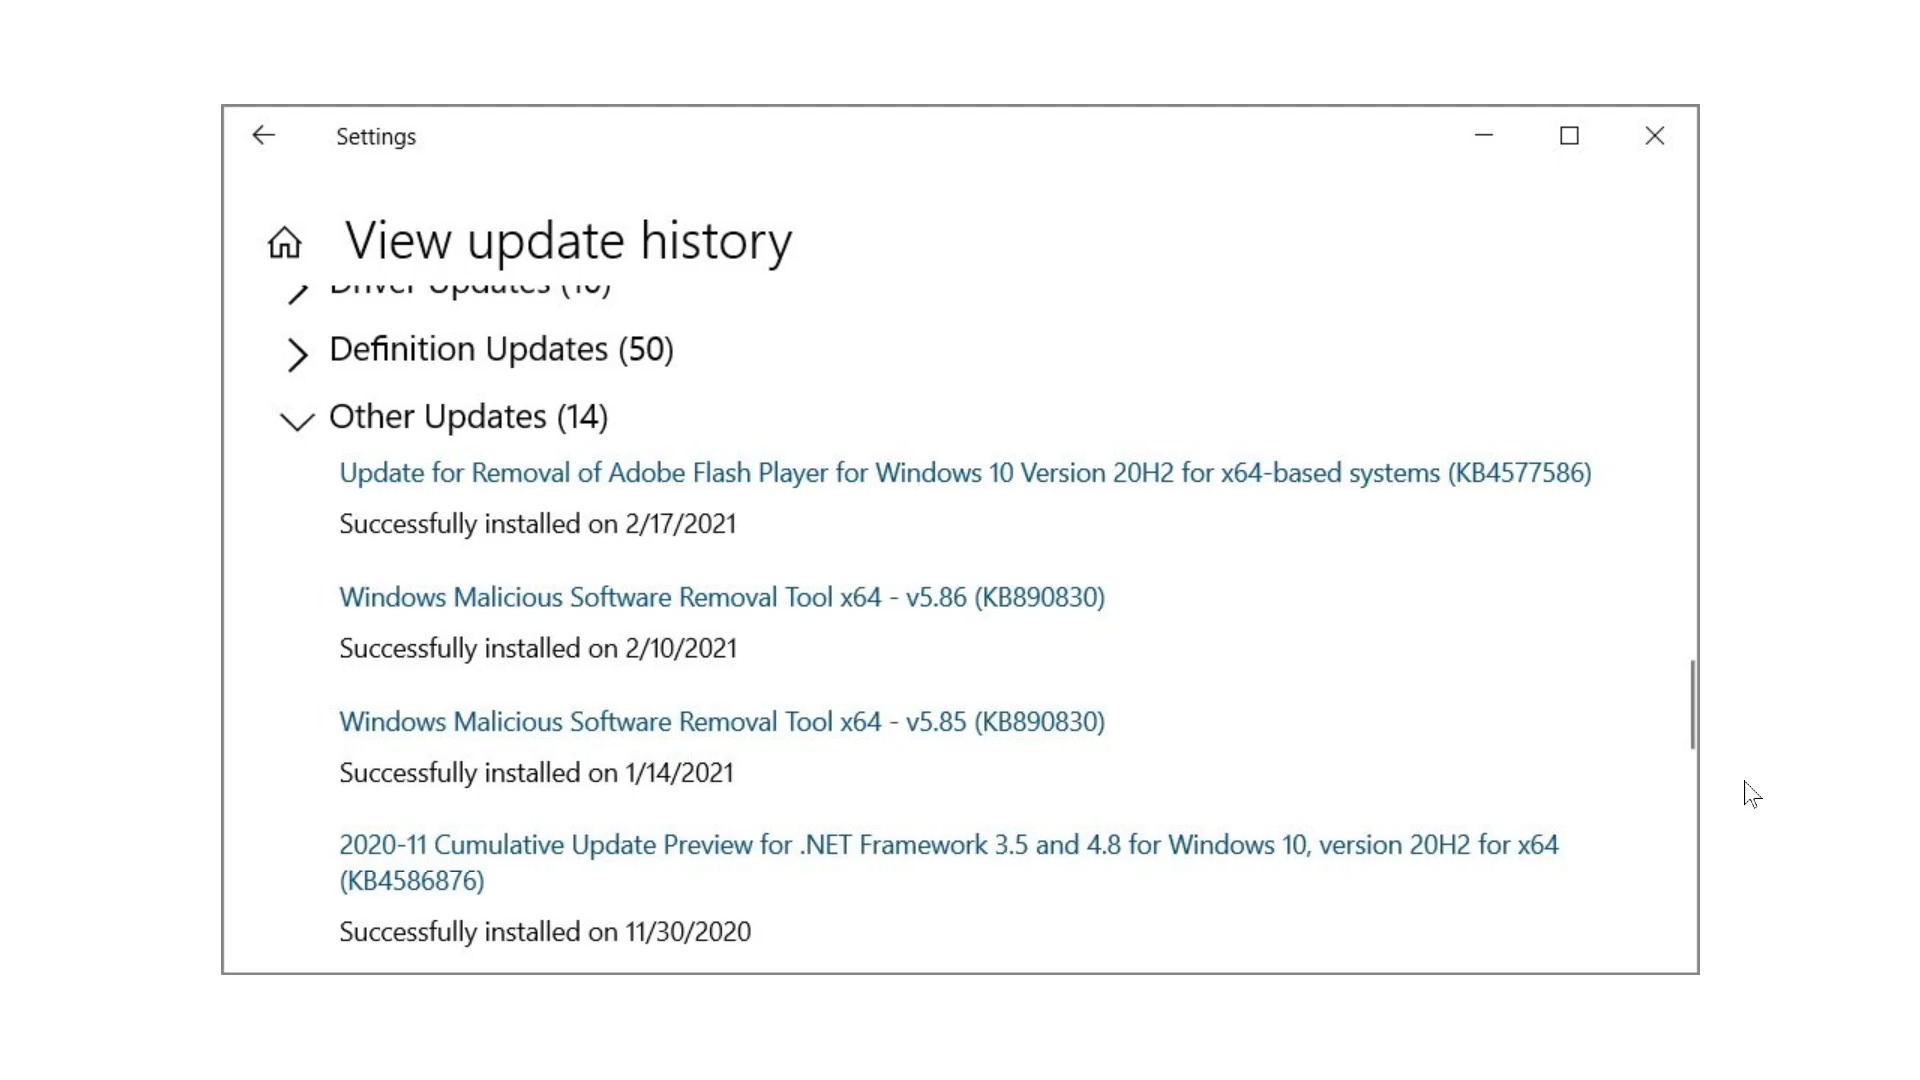 Settings
View update history
Driver Updates (10)
Definition Updates (50)
Other Updates (14)
Update for Removal of Adobe Flash Player for Windows 10 Version 20H2 for x64-based systems (KB4577586)
Successfully installed on 2/17/2021
Windows Malicious Software Removal Tool x64 - v5.86 (KB890830)
Successfully installed on 2/10/2021
Windows Malicious Software Removal Tool x64 - v5.85 (KB890830)
Successfully installed on 1/14/2021
2020-11 Cumulative Update Preview for .NET Framework 3.5 and 4.8 for Windows 10, version 20H2 for x64
(KB4586876)
Successfully installed on 11/30/2020